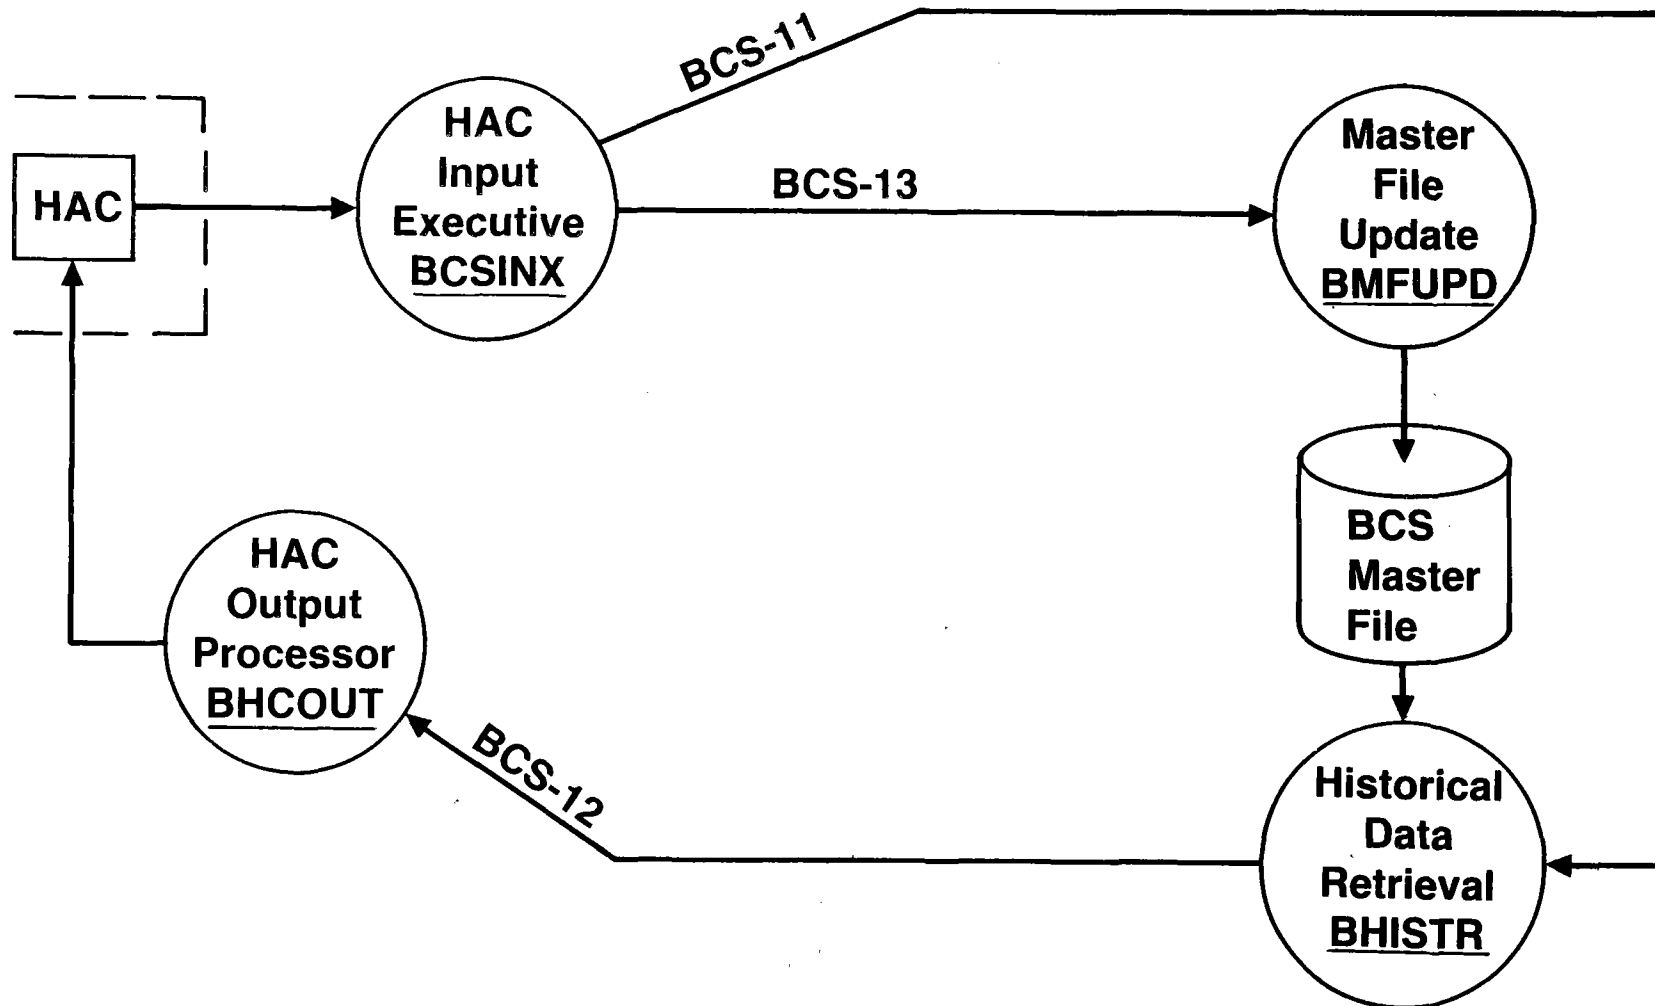 BCS-11
HAC
HAC
Input
Executive
BCSINX
BCS-13
Master
File
Update
BMFUPD
BCS
Master
File
HAC
Output
Processor
BHCOUT
BCS-12
Historical
Data
Retrieval
BHISTR